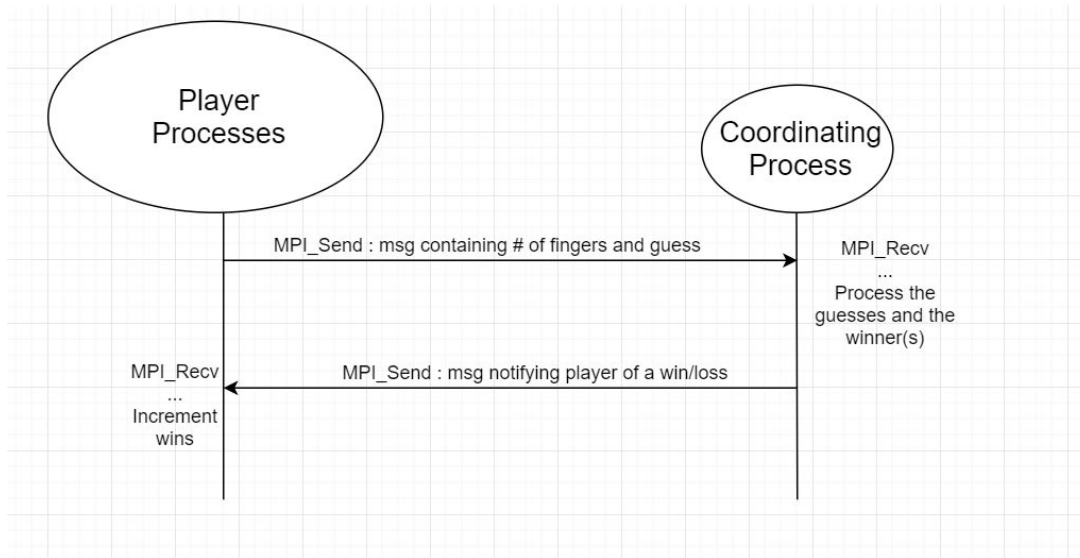 Player
Processes
Coordinating
Process
MPI_Send : msg containing # of fingers and guess
MPI_Recv
...
Process the
guesses and the
winner(s)
MPI_Send : msg notifying player of a win/loss
MPI_Recv
...
Increment
wins